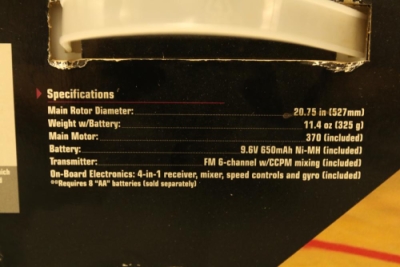 Specifications
Main Rotor Diameter: 20.75 in (527mm)
Weight w/Battery: 11.4 oz (325 g)
Main Motor: 370 (included)
Battery: 9.6V 650mAh Ni-MH (included)
Transmitter: FM 6-channel w/CCPM mixing (included)
On-Board Electronics: 4-in-1 receiver, mixer, speed controls and gyro (included)
**Requires 8 "AA" batteries (sold separately)